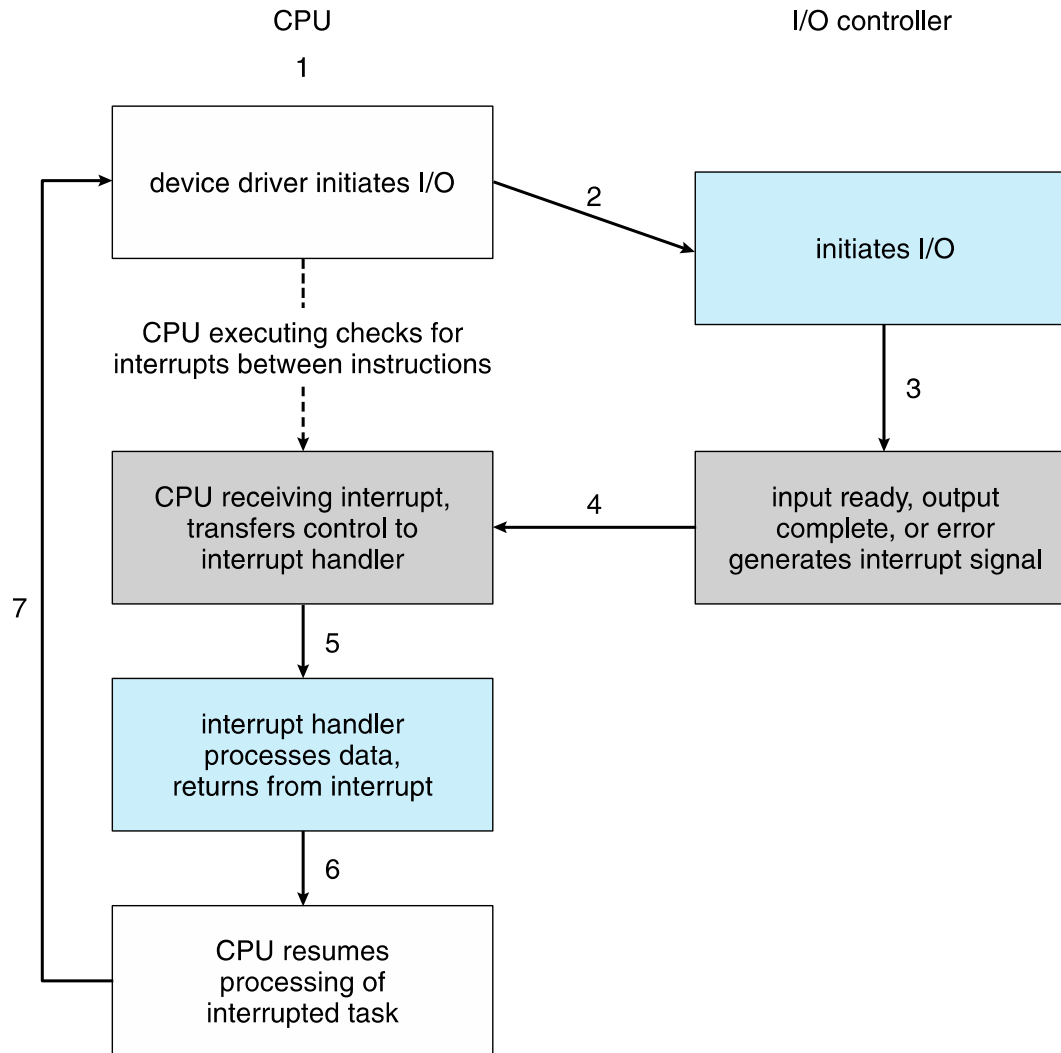 CPU
I/O controller
1
device driver initiates I/O
2
initiates I/O
CPU executing checks for
interrupts between instructions
3
CPU receiving interrupt,
transfers control to
interrupt handler
4
input ready, output
complete, or error
generates interrupt signal
7
5
interrupt handler
processes data,
returns from interrupt
6
CPU resumes
processing of
interrupted task